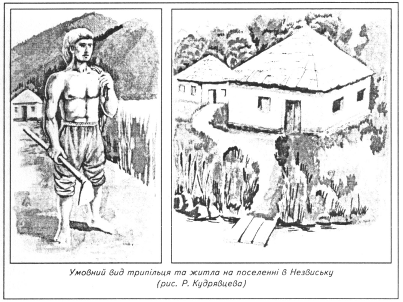 Умовний вид трипільця та житла на поселенні в Незвиську
(рис. Р. Кудрявцева)